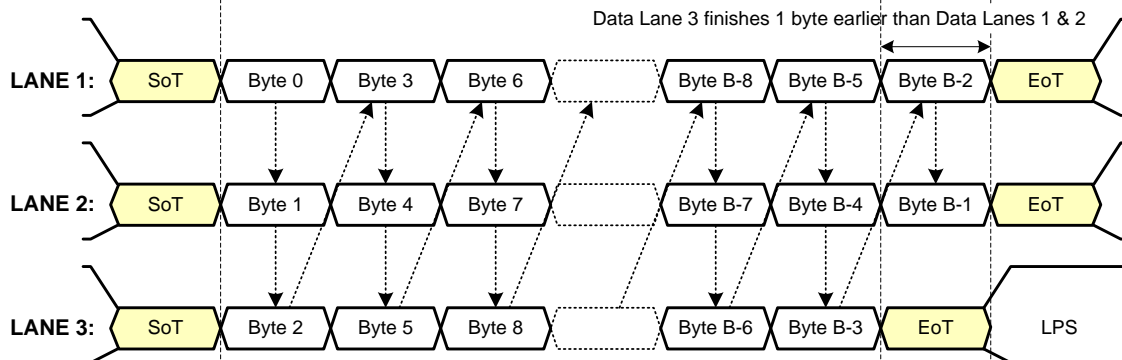 Data Lane 3 finishes 1 byte earlier than Data Lanes 1 & 2
LANE 1: SoT Byte 0 Byte 3 Byte 6 Byte B-8 Byte B-5 Byte B-2 EoT
LANE 2: SoT Byte 1 Byte 4 Byte 7 Byte B-7 Byte B-4 Byte B-1 EoT
LANE 3: SoT Byte 2 Byte 5 Byte 8 Byte B-6 Byte B-3 EoT LPS